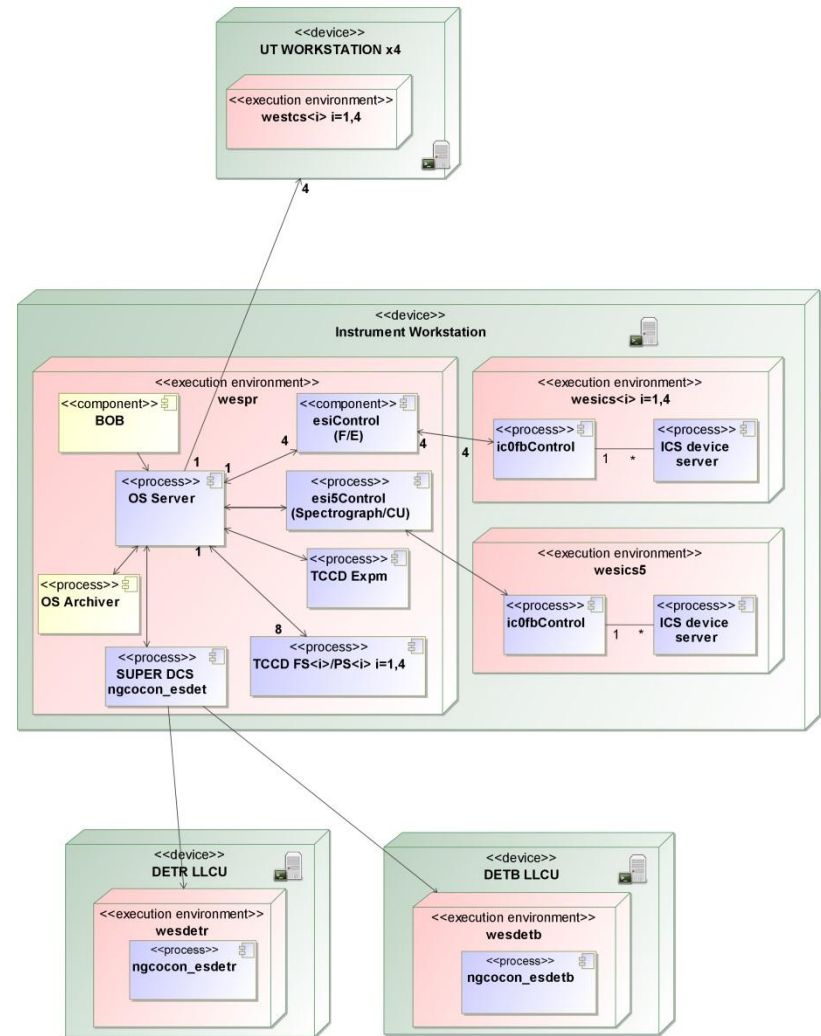 <<device>>
UT WORKSTATION x4
<<execution environment>>
westcs<i> i=1,4
4
<<device>>
Instrument Workstation
<<execution environment>>
wespr
<<component>>
BOB
<<component>>
esiControl
(F/E)
<<process>>
OS Server
<<process>>
esi5Control
(Spectrograph/CU)
<<process>>
TCCD Expm
<<process>>
OS Archiver
<<process>>
SUPER DCS
ngcocon_esdet
<<process>>
TCCD FS<i>/PS<i> i=1,4
1
1
4
1
8
4
4
<<execution environment>>
wesics<i> i=1,4
<<process>>
ic0fbControl
1
*
<<process>>
ICS device
server
<<execution environment>>
wesics5
<<process>>
ic0fbControl
1
*
<<process>>
ICS device
server
<<device>>
DETR LLCU
<<execution environment>>
wesdetr
<<process>>
ngcocon_esdetr
<<device>>
DETB LLCU
<<execution environment>>
wesdetb
<<process>>
ngcocon_esdetb